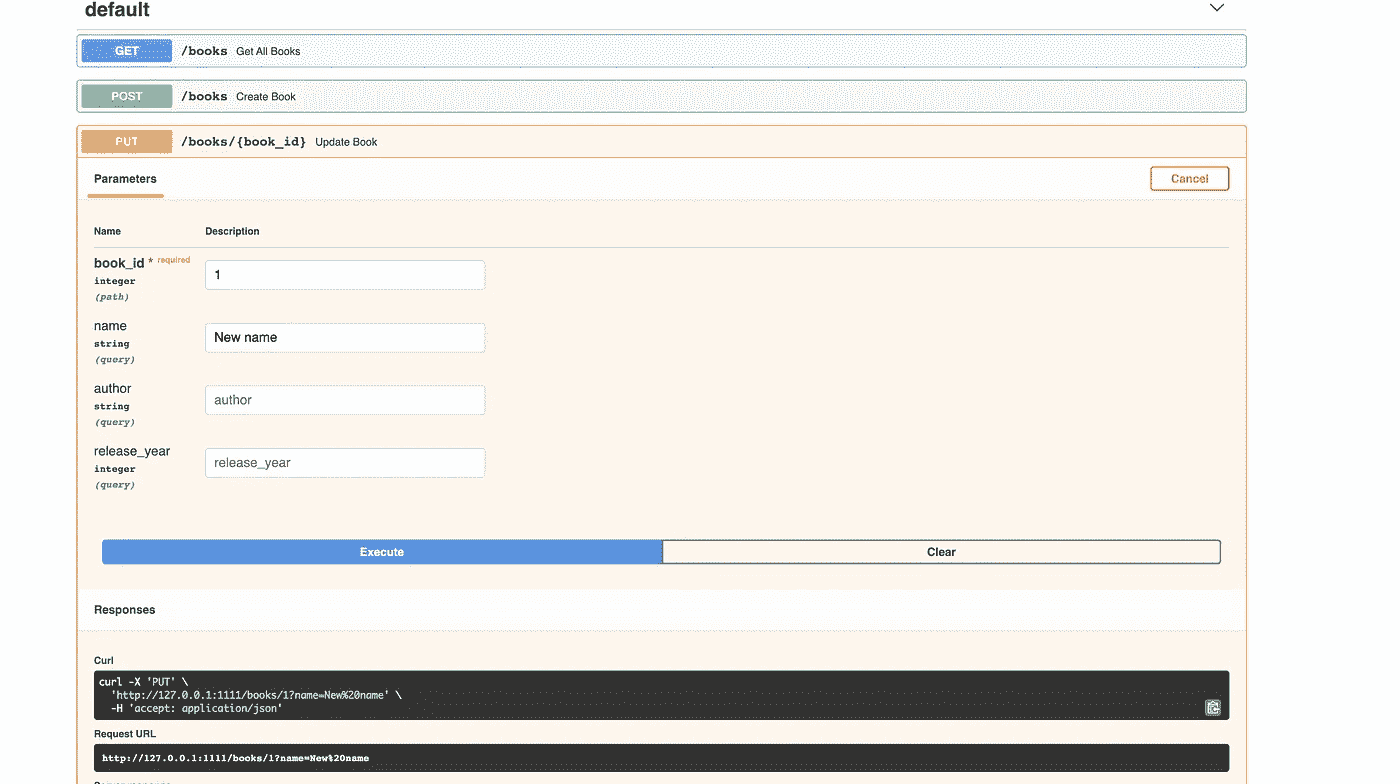 default
GET /books Get All Books
POST /books Create Book
PUT /books/{book_id} Update Book
Parameters
Cancel
Name Description
book_id * required
integer
(path)
1
name
string
(query)
New name
author
string
(query)
author
release_year
integer
(query)
release_year
Execute Clear
Responses
Curl
curl -X 'PUT' \
'http://127.0.0.1:1111/books/1?name=New%20name' \
-H 'accept: application/json'
Request URL
http://127.0.0.1:1111/books/1?name=New%20name